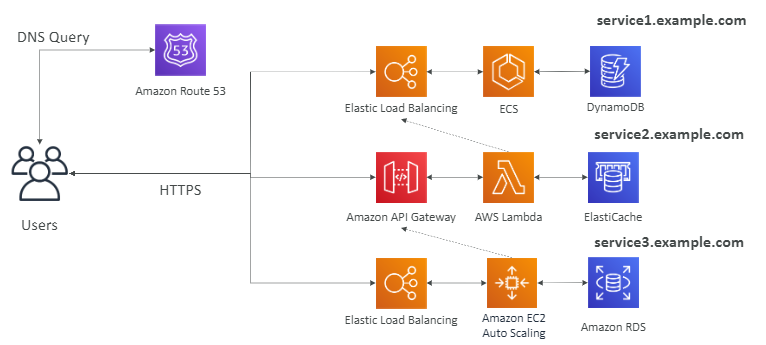 service1.example.com
DNS Query
53
Amazon Route 53
Elastic Load Balancing
ECS
DynamoDB
service2.example.com
HTTPS
Users
Amazon API Gateway
AWS Lambda
ElastiCache
service3.example.com
Elastic Load Balancing
Amazon EC2
Auto Scaling
Amazon RDS